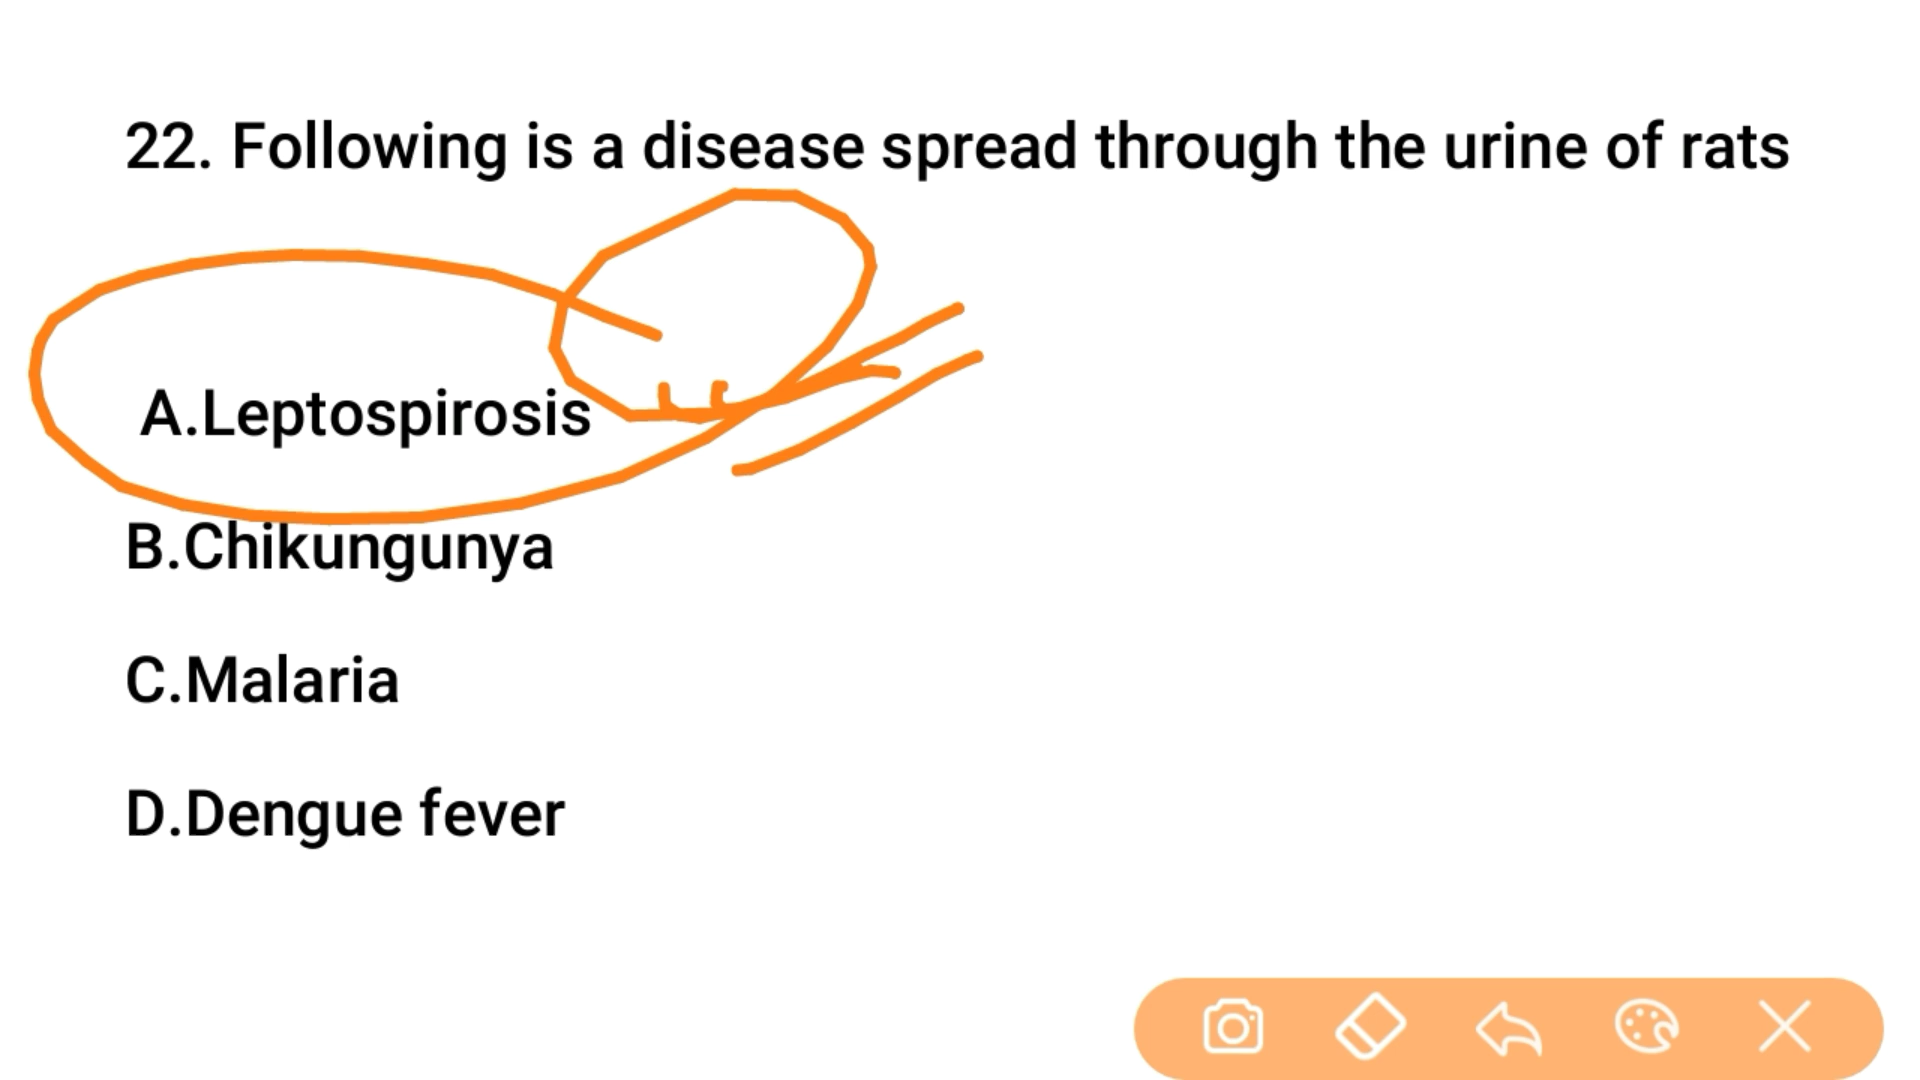 22. Following is a disease spread through the urine of rats
A.Leptospirosis
B.Chikungunya
C.Malaria
D.Dengue fever